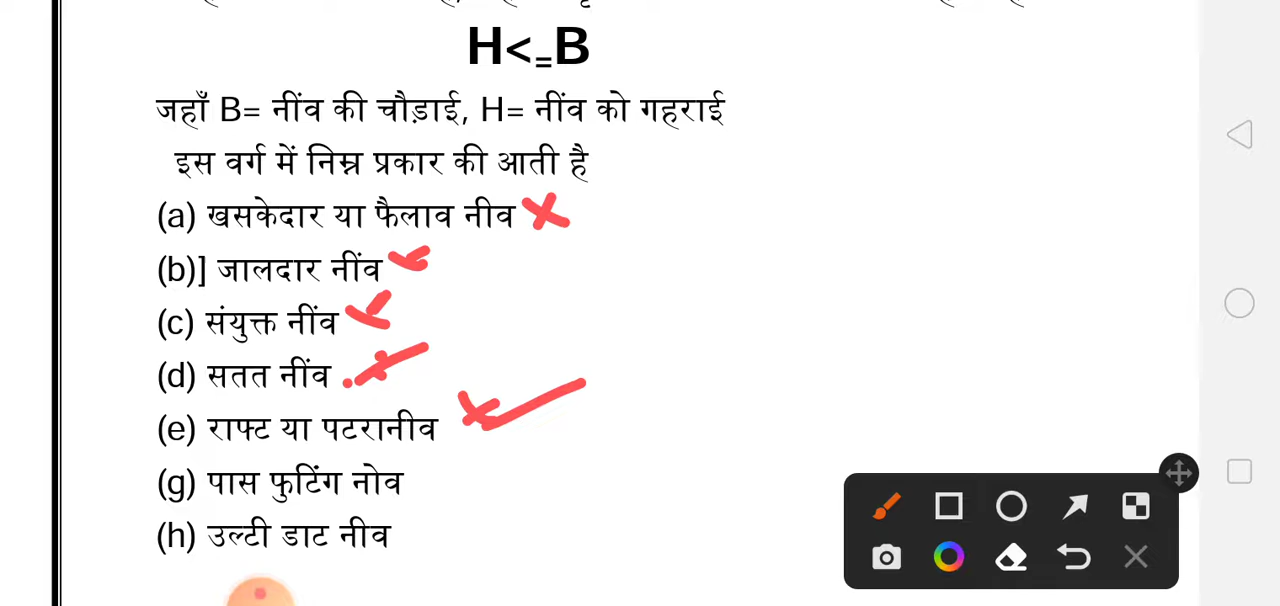 H<=B
जहाँ B= नींव की चौड़ाई, H= नींव को गहराई
इस वर्ग में निम्न प्रकार की आती है
(a) खसकेदार या फैलाव नीव
(b)] जालदार नींव
(c) संयुक्त नींव
(d) सतत नींव
(e) राफ्ट या पटरानीव
(g) पास फुटिंग नोव
(h) उल्टी डाट नीव